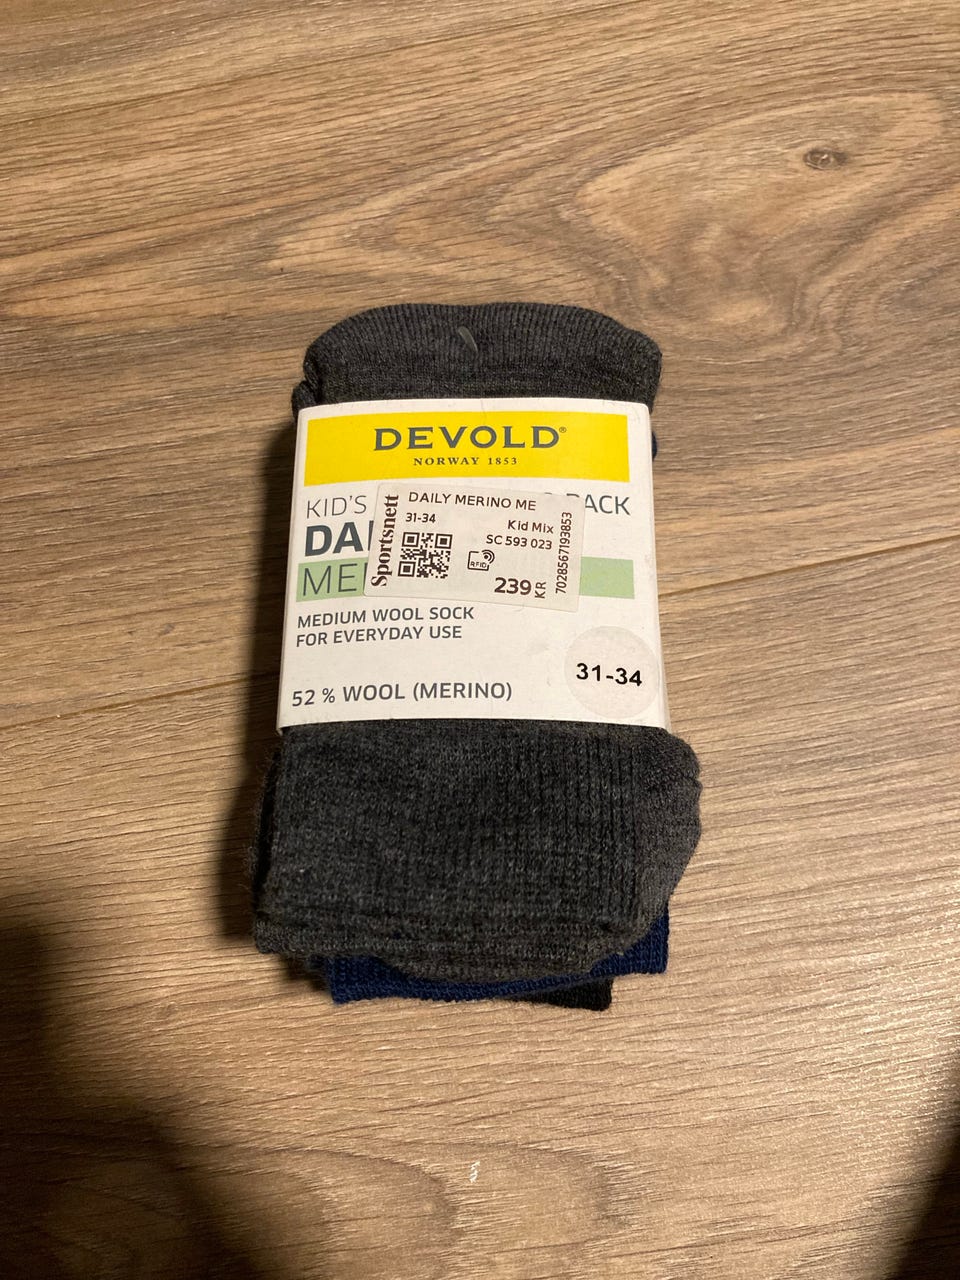 DEVOLD®
NORWAY 1853
KID'S
PACK
DAI
ME
Sportsnett
DAILY MERINO ME
31-34
Kid Mix
SC 593 023
RFID
239 KR
7028567193853
MEDIUM WOOL SOCK
FOR EVERYDAY USE
31-34
52 % WOOL (MERINO)